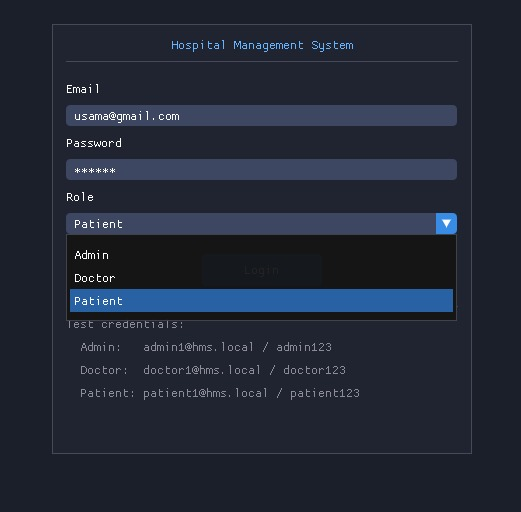 Hospital Management System
Email
usama@gmail.com
Password
******
Role
Patient
Admin
Login
Doctor
Patient
Test credentials:
Admin: admin1@hms.local / admin123
Doctor: doctor1@hms.local / doctor123
Patient: patient1@hms.local / patient123